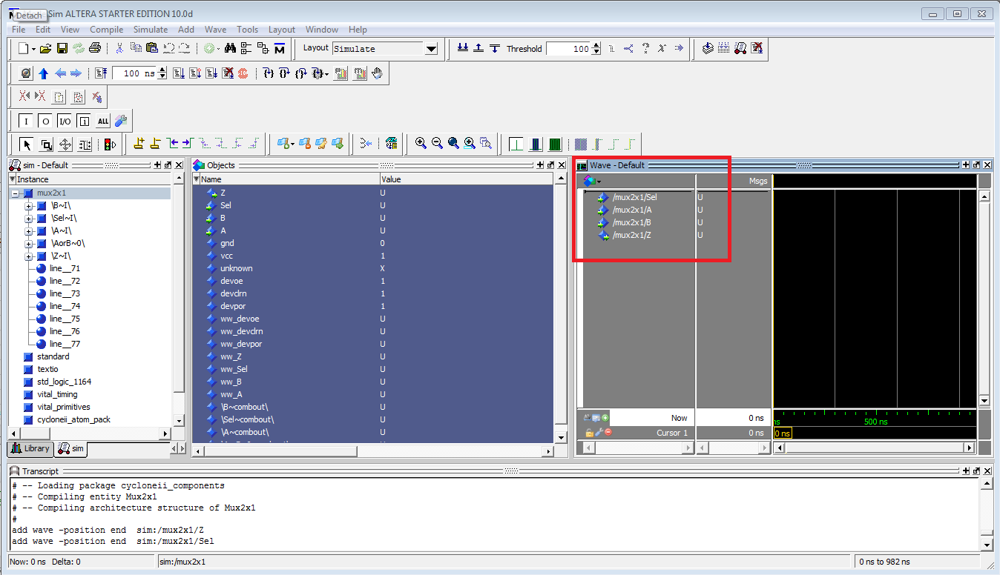 Detach Sim ALTERA STARTER EDITION 10.0d
File Edit View Compile Simulate Add Wave Tools Layout Window Help
Layout Simulate Threshold 100
100 ns
I O I/O i ALL
sim - Default
Instance
mux2x1
\B~I\
\Sel~I\
\A~I\
\AorB~0\
\Z~I\
line__71
line__72
line__73
line__74
line__75
line__76
line__77
standard
textio
std_logic_1164
vital_timing
vital_primitives
cycloneii_atom_pack
Library sim
Objects
Name Value
Z U
Sel U
B U
A U
gnd 0
vcc 1
unknown X
devoe 1
devclrn 1
devpor 1
ww_devoe U
ww_devclrn U
ww_devpor U
ww_Z U
ww_Sel U
ww_B U
ww_A U
\B~combout\ U
\Sel~combout\ U
\A~combout\ U
Wave - Default
Msgs
/mux2x1/Sel U
/mux2x1/A U
/mux2x1/B U
/mux2x1/Z U
Now 0 ns ns 500 ns
Cursor 1 0 ns 0 ns
Transcript
# -- Loading package cycloneii_components
# -- Compiling entity Mux2x1
# -- Compiling architecture structure of Mux2x1
#
add wave -position end sim:/mux2x1/Z
add wave -position end sim:/mux2x1/Sel
Now: 0 ns Delta: 0 sim:/mux2x1 0 ns to 982 ns